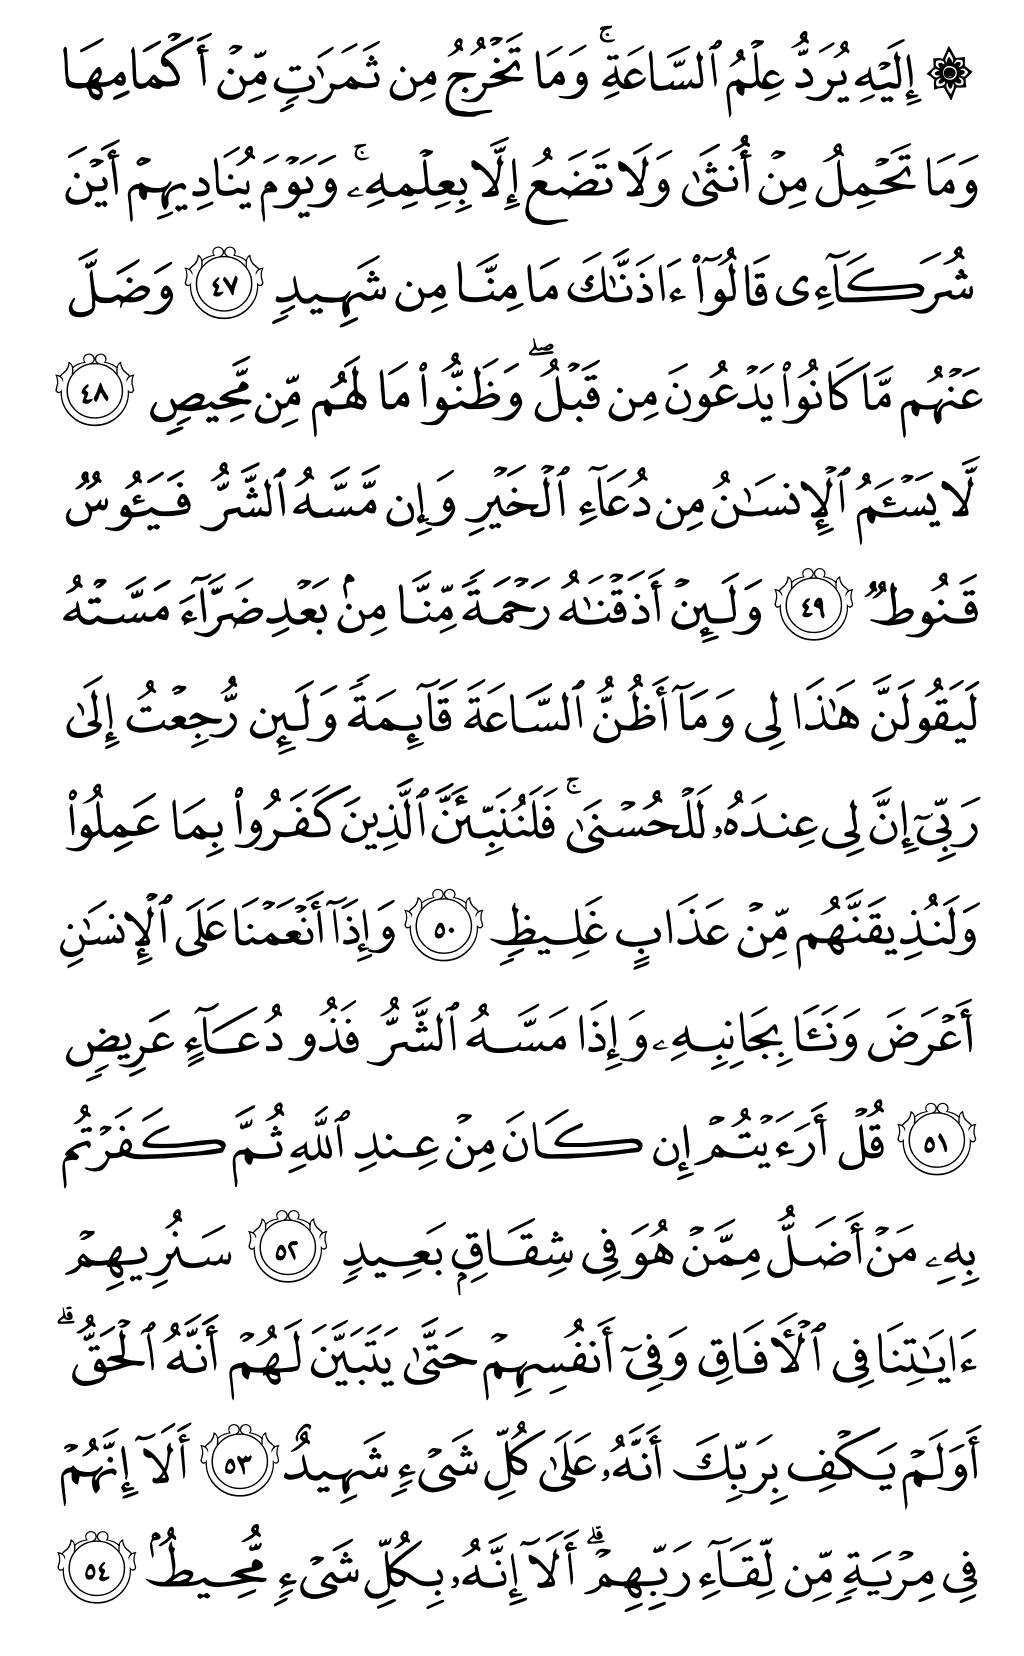 ۞ إِلَيْهِ يُرَدُّ عِلْمُ ٱلسَّاعَةِ ۚ وَمَا تَخْرُجُ مِن ثَمَرَٰتٍ مِّنْ أَكْمَامِهَا
وَمَا تَحْمِلُ مِنْ أُنثَىٰ وَلَا تَضَعُ إِلَّا بِعِلْمِهِۦ ۚ وَيَوْمَ يُنَادِيهِمْ أَيْنَ
شُرَكَآءِى قَالُوٓا۟ ءَاذَنَّـٰكَ مَا مِنَّا مِن شَهِيدٍ ٤٧ وَضَلَّ
عَنْهُم مَّا كَانُوا۟ يَدْعُونَ مِن قَبْلُ ۖ وَظَنُّوا۟ مَا لَهُم مِّن مَّحِيصٍ ٤٨
لَّا يَسْـَٔمُ ٱلْإِنسَـٰنُ مِن دُعَآءِ ٱلْخَيْرِ وَإِن مَّسَّهُ ٱلشَّرُّ فَيَـُٔوسٌ
قَنُوطٌ ٤٩ وَلَئِنْ أَذَقْنَـٰهُ رَحْمَةً مِّنَّا مِنۢ بَعْدِ ضَرَّآءَ مَسَّتْهُ
لَيَقُولَنَّ هَـٰذَا لِى وَمَآ أَظُنُّ ٱلسَّاعَةَ قَآئِمَةً وَلَئِن رُّجِعْتُ إِلَىٰ
رَبِّىٓ إِنَّ لِى عِندَهُۥ لَلْحُسْنَىٰ ۚ فَلَنُنَبِّئَنَّ ٱلَّذِينَ كَفَرُوا۟ بِمَا عَمِلُوا۟
وَلَنُذِيقَنَّهُم مِّنْ عَذَابٍ غَلِيظٍ ٥٠ وَإِذَآ أَنْعَمْنَا عَلَى ٱلْإِنسَـٰنِ
أَعْرَضَ وَنَـَٔا بِجَانِبِهِۦ وَإِذَا مَسَّهُ ٱلشَّرُّ فَذُو دُعَآءٍ عَرِيضٍ
٥١ قُلْ أَرَءَيْتُمْ إِن كَانَ مِنْ عِندِ ٱللَّهِ ثُمَّ كَفَرْتُم
بِهِۦ مَنْ أَضَلُّ مِمَّنْ هُوَ فِى شِقَاقٍۭ بَعِيدٍ ٥٢ سَنُرِيهِمْ
ءَايَـٰتِنَا فِى ٱلْـَٔافَاقِ وَفِىٓ أَنفُسِهِمْ حَتَّىٰ يَتَبَيَّنَ لَهُمْ أَنَّهُ ٱلْحَقُّ ۗ
أَوَلَمْ يَكْفِ بِرَبِّكَ أَنَّهُۥ عَلَىٰ كُلِّ شَىْءٍ شَهِيدٌ ٥٣ أَلَآ إِنَّهُمْ
فِى مِرْيَةٍ مِّن لِّقَآءِ رَبِّهِمْ ۗ أَلَآ إِنَّهُۥ بِكُلِّ شَىْءٍ مُّحِيطٌۢ ٥٤